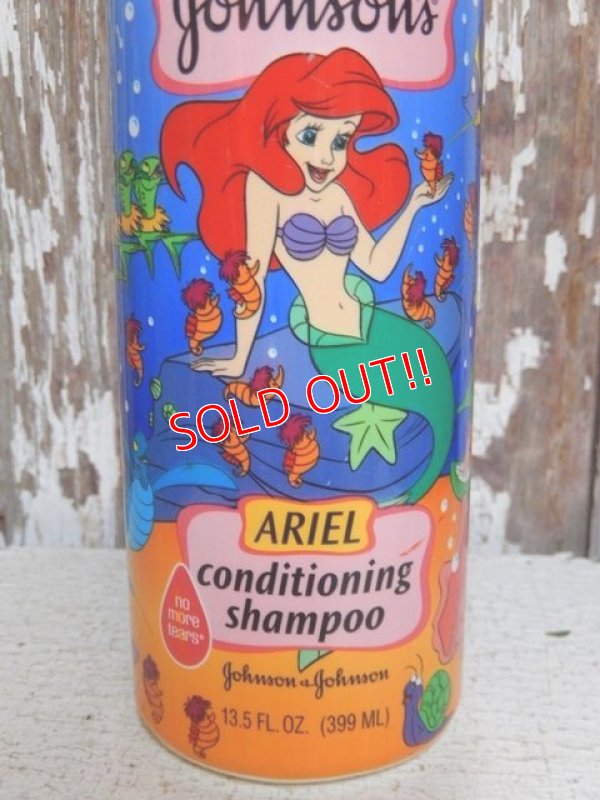 Johnson's®
SOLD OUT!!
ARIEL
conditioning
shampoo
no
more
tears®
Johnson & Johnson
13.5 FL. OZ. (399 ML)